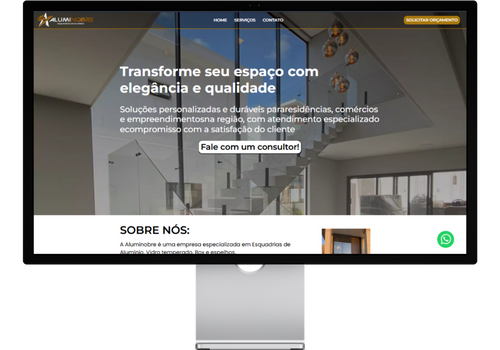 ALUMINOBRE
HOME SERVIÇOS CONTATO
SOLICITAR ORÇAMENTO
Transforme seu espaço com
elegância e qualidade
Soluções personalizadas e duráveis pararesidências, comércios
e empreendimentosna região, com atendimento especializado
ecompromisso com a satisfação do cliente
Fale com um consultor!
SOBRE NÓS:
A Aluminobre é uma empresa especializada em Esquadrias de
Alumínio, Vidro temperado, Box e espelhos.